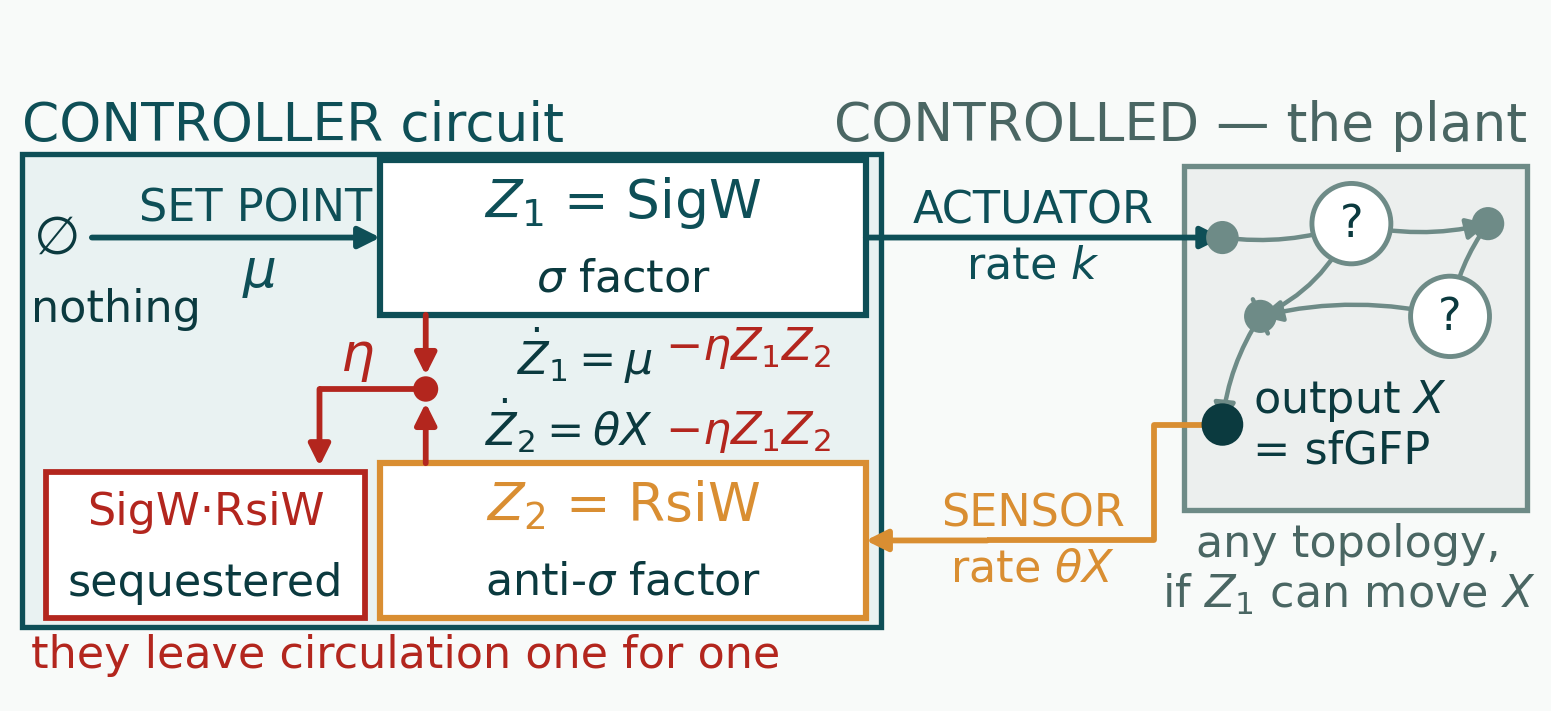 CONTROLLER circuit
CONTROLLED — the plant
SET POINT
∅
μ
nothing
Z₁ = SigW
σ factor
ACTUATOR
rate k
?
?
η
Ż₁ = μ −ηZ₁Z₂
Ż₂ = θX −ηZ₁Z₂
output X
= sfGFP
SigW·RsiW
sequestered
Z₂ = RsiW
anti-σ factor
SENSOR
rate θX
any topology,
if Z₁ can move X
they leave circulation one for one